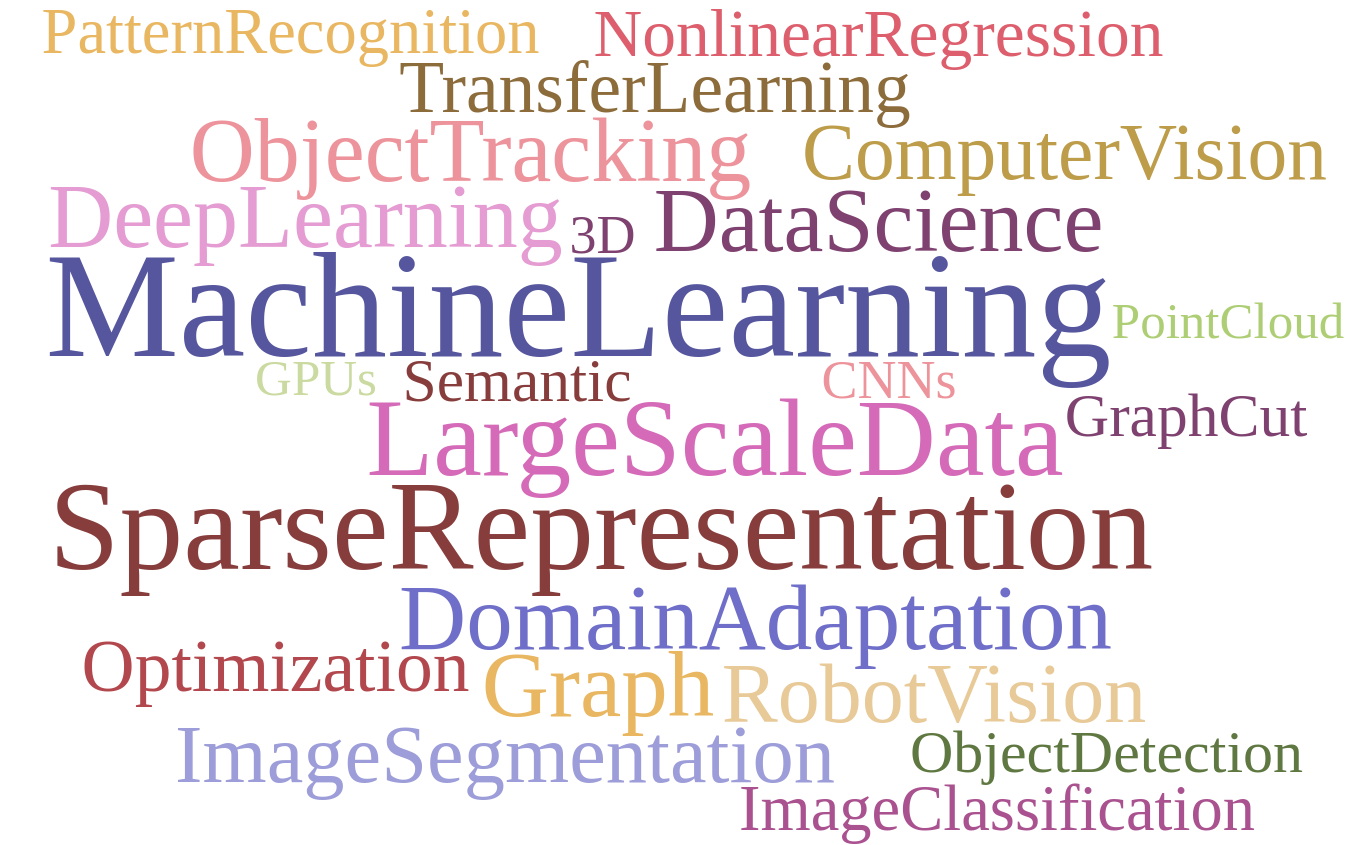 PatternRecognition NonlinearRegression
TransferLearning
ObjectTracking ComputerVision
DeepLearning 3D DataScience
MachineLearning PointCloud
GPUs Semantic CNNs
LargeScaleData GraphCut
SparseRepresentation
DomainAdaptation
Optimization Graph RobotVision
ImageSegmentation ObjectDetection
ImageClassification